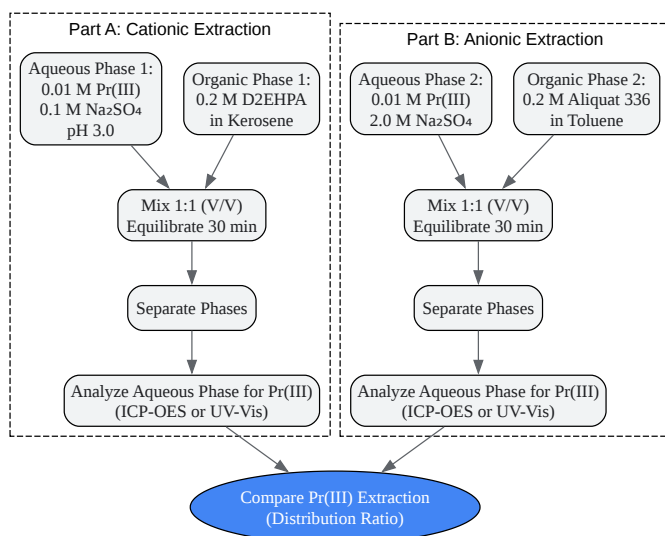 Part A: Cationic Extraction
Aqueous Phase 1:
0.01 M Pr(III)
0.1 M Na₂SO₄
pH 3.0
Organic Phase 1:
0.2 M D2EHPA
in Kerosene
Mix 1:1 (V/V)
Equilibrate 30 min
Separate Phases
Analyze Aqueous Phase for Pr(III)
(ICP-OES or UV-Vis)
Part B: Anionic Extraction
Aqueous Phase 2:
0.01 M Pr(III)
2.0 M Na₂SO₄
Organic Phase 2:
0.2 M Aliquat 336
in Toluene
Mix 1:1 (V/V)
Equilibrate 30 min
Separate Phases
Analyze Aqueous Phase for Pr(III)
(ICP-OES or UV-Vis)
Compare Pr(III) Extraction
(Distribution Ratio)